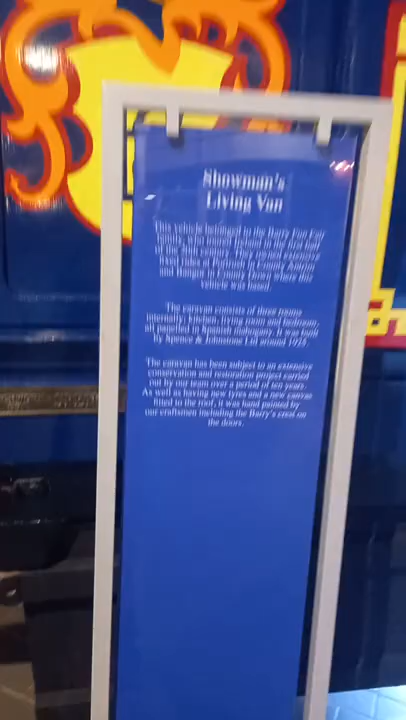 Showman's
Living Van
This vehicle belonged to the Barry Fun Fair
family, who toured Ireland in the first half
of the 20th century. They owned extensive
fixed sites at Portrush in County Antrim
and Bangor in County Down where this
vehicle was based.
The caravan consists of three rooms
internally; kitchen, living room and bedroom,
all panelled in Spanish mahogany. It was built
by Spence & Johnstone Ltd around 1925.
The caravan has been subject to an extensive
conservation and restoration project carried
out by our team over a period of ten years.
As well as having new tyres and a new canvas
fitted to the roof, it was hand painted by
our craftsmen including the Barry's crest on
the doors.